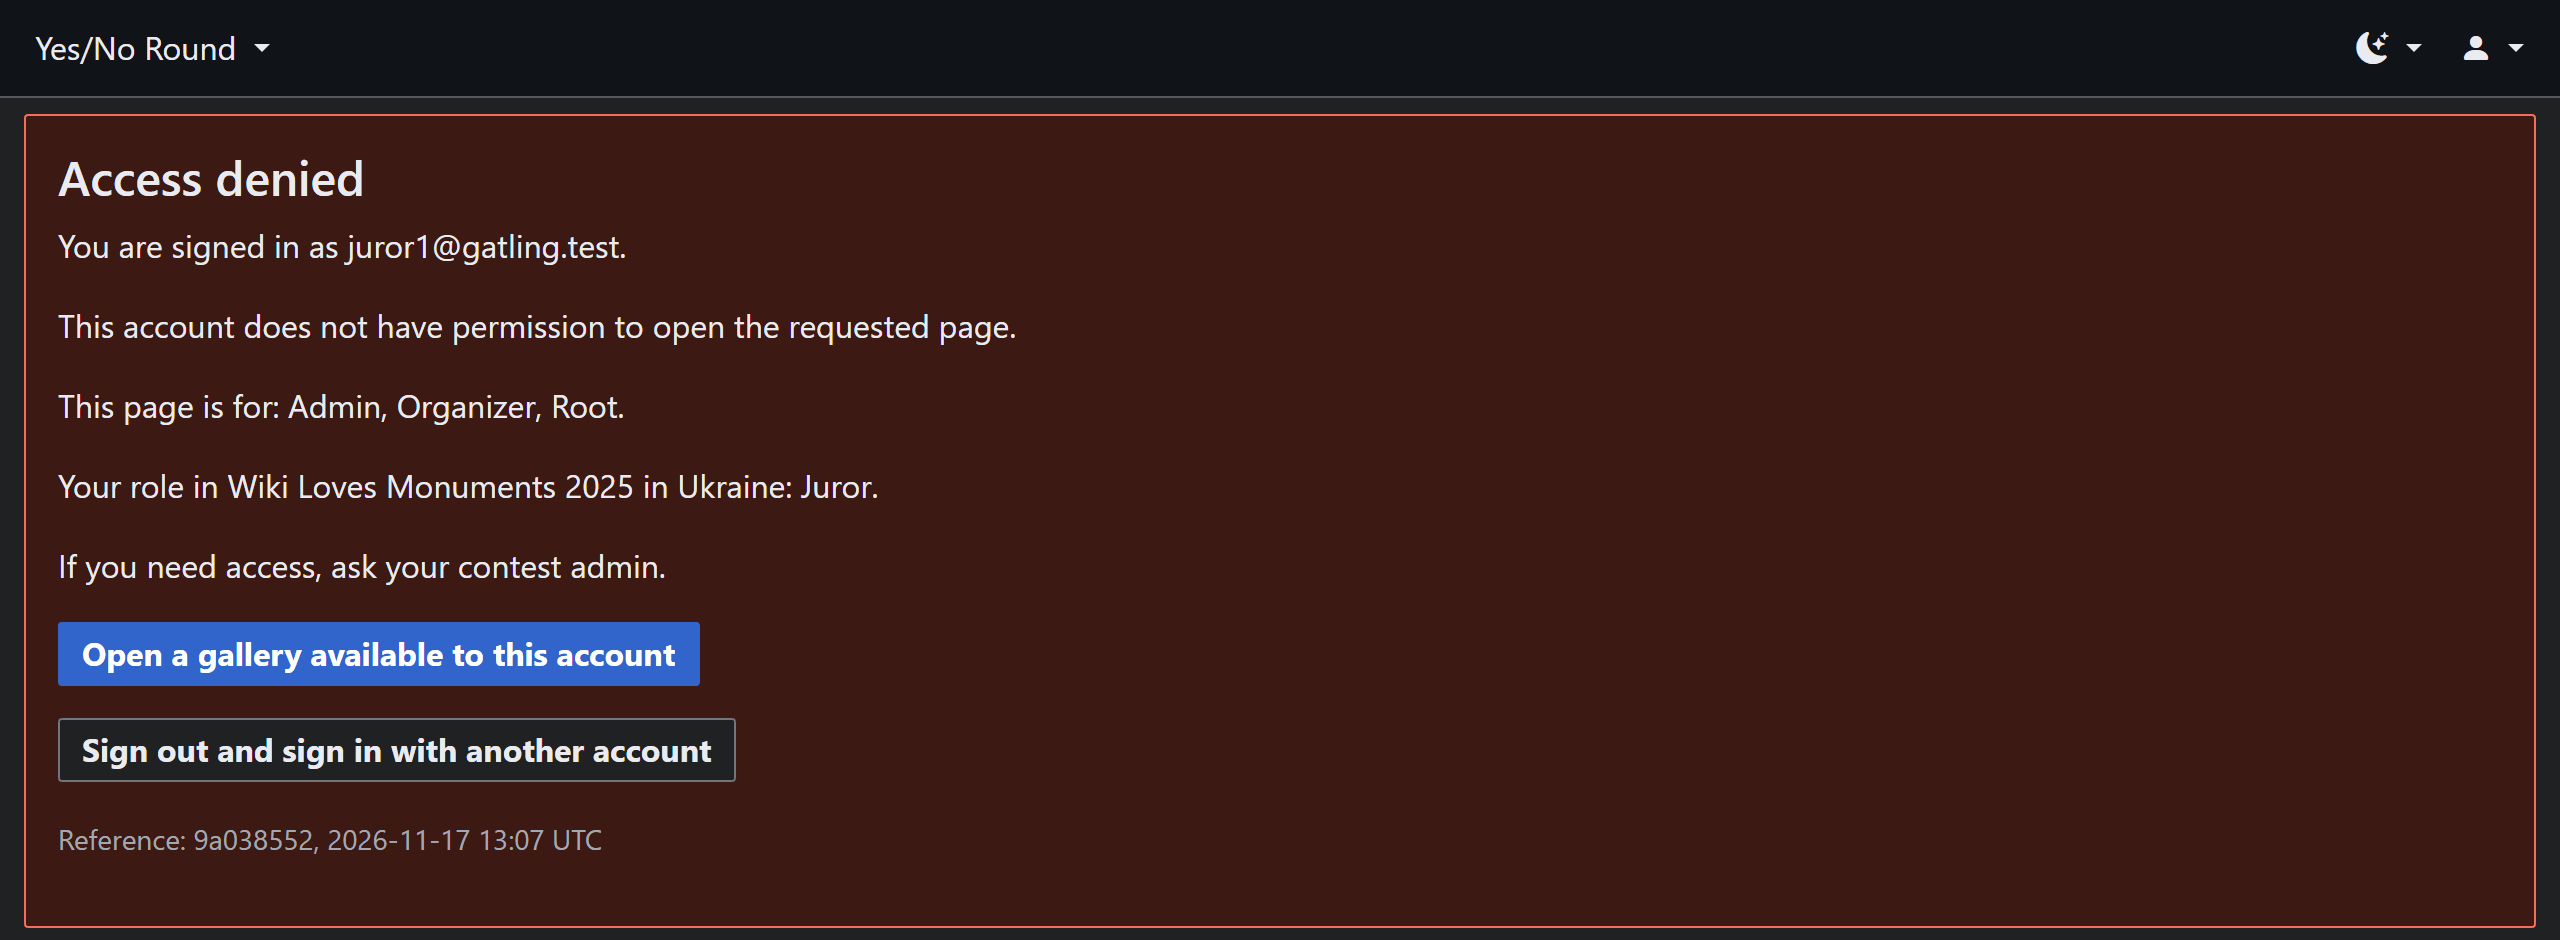 Yes/No Round
Access denied
You are signed in as juror1@gatling.test.
This account does not have permission to open the requested page.
This page is for: Admin, Organizer, Root.
Your role in Wiki Loves Monuments 2025 in Ukraine: Juror.
If you need access, ask your contest admin.
Open a gallery available to this account
Sign out and sign in with another account
Reference: 9a038552, 2026-11-17 13:07 UTC